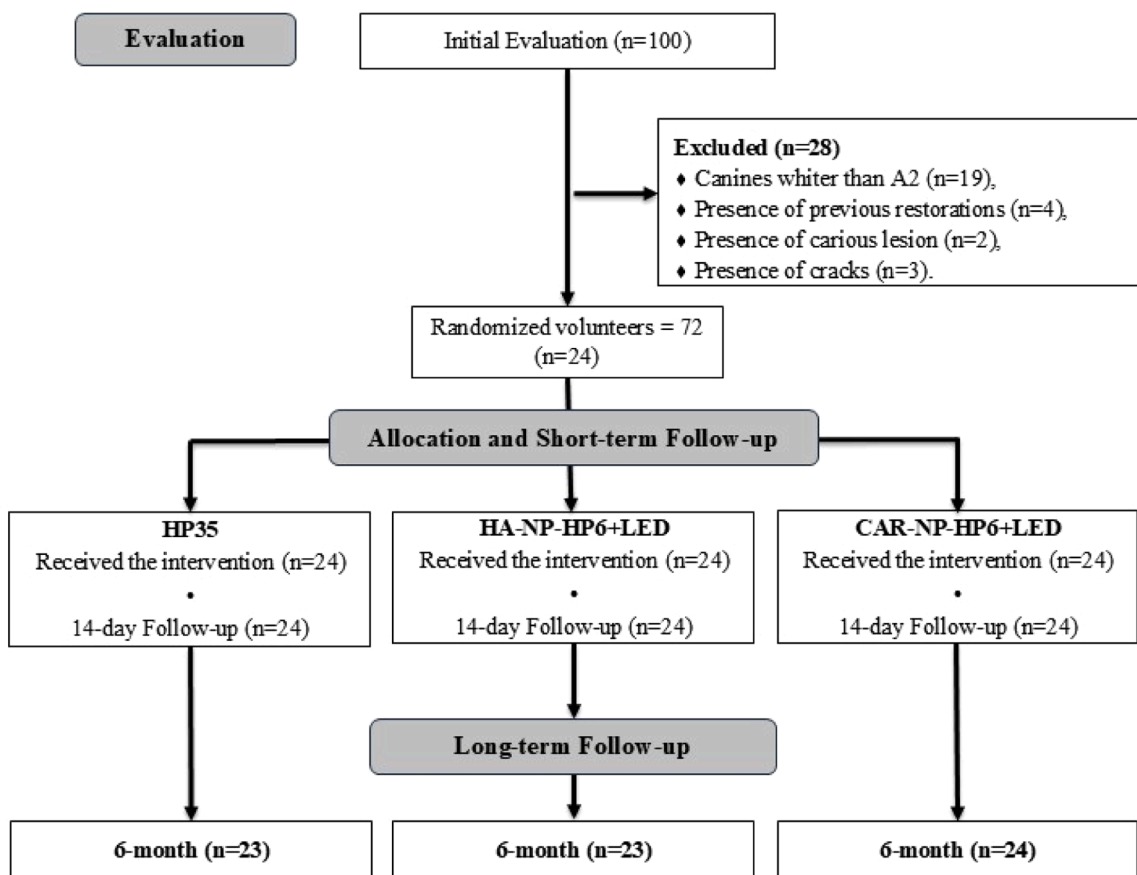 Evaluation
Initial Evaluation (n=100)
Excluded (n=28)
♦ Canines whiter than A2 (n=19),
♦ Presence of previous restorations (n=4),
♦ Presence of carious lesion (n=2),
♦ Presence of cracks (n=3).
Randomized volunteers = 72
(n=24)
Allocation and Short-term Follow-up
HP35
Received the intervention (n=24)
•
14-day Follow-up (n=24)
HA-NP-HP6+LED
Received the intervention (n=24)
•
14-day Follow-up (n=24)
CAR-NP-HP6+LED
Received the intervention (n=24)
•
14-day Follow-up (n=24)
Long-term Follow-up
6-month (n=23)
6-month (n=23)
6-month (n=24)